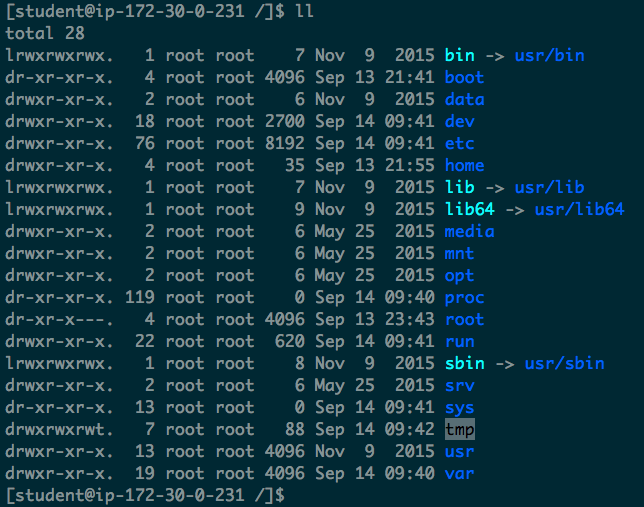 [student@ip-172-30-0-231 /]$ ll
total 28
lrwxrwxrwx.   1 root root    7 Nov  9  2015 bin -> usr/bin
dr-xr-xr-x.   4 root root 4096 Sep 13 21:41 boot
drwxr-xr-x.   2 root root    6 Nov  9  2015 data
drwxr-xr-x.  18 root root 2700 Sep 14 09:41 dev
drwxr-xr-x.  76 root root 8192 Sep 14 09:41 etc
drwxr-xr-x.   4 root root   35 Sep 13 21:55 home
lrwxrwxrwx.   1 root root    7 Nov  9  2015 lib -> usr/lib
lrwxrwxrwx.   1 root root    9 Nov  9  2015 lib64 -> usr/lib64
drwxr-xr-x.   2 root root    6 May 25  2015 media
drwxr-xr-x.   2 root root    6 May 25  2015 mnt
drwxr-xr-x.   2 root root    6 May 25  2015 opt
dr-xr-xr-x. 119 root root    0 Sep 14 09:40 proc
dr-xr-x---.   4 root root 4096 Sep 13 23:43 root
drwxr-xr-x.  22 root root  620 Sep 14 09:41 run
lrwxrwxrwx.   1 root root    8 Nov  9  2015 sbin -> usr/sbin
drwxr-xr-x.   2 root root    6 May 25  2015 srv
dr-xr-xr-x.  13 root root    0 Sep 14 09:41 sys
drwxrwxrwt.   7 root root   88 Sep 14 09:42 tmp
drwxr-xr-x.  13 root root 4096 Nov  9  2015 usr
drwxr-xr-x.  19 root root 4096 Sep 14 09:40 var
[student@ip-172-30-0-231 /]$